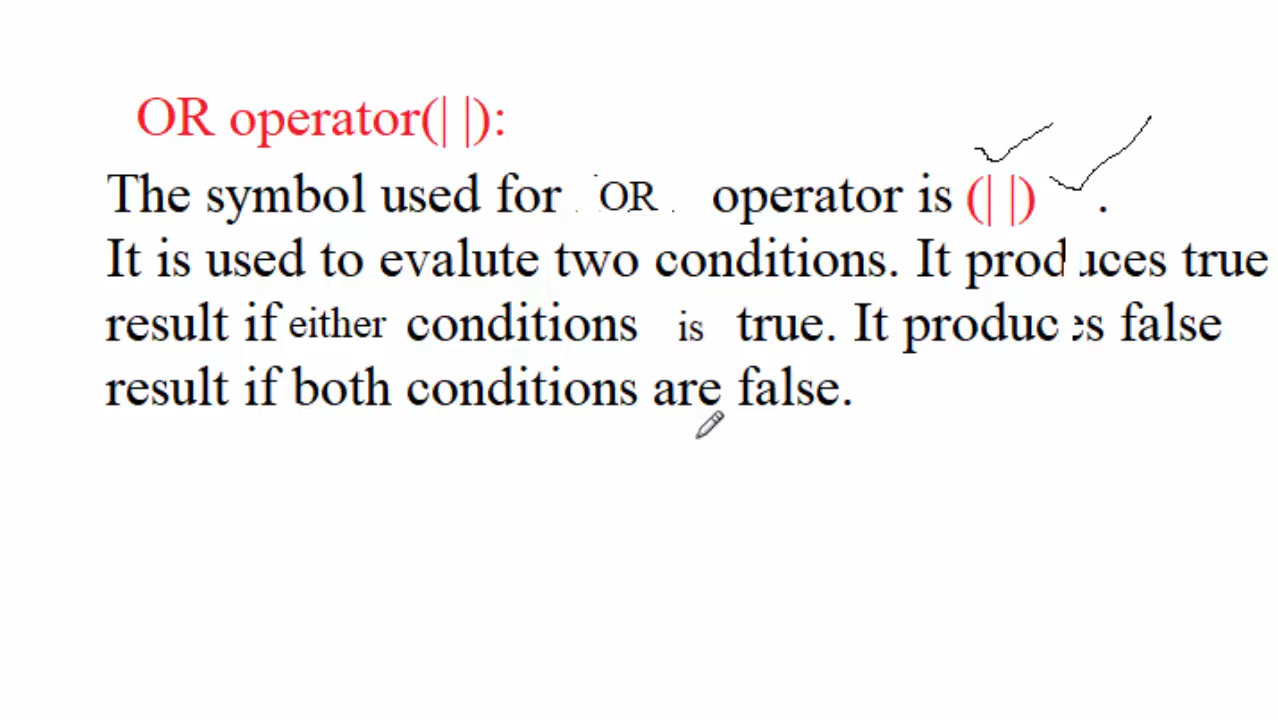 OR operator(| |):
The symbol used for OR operator is (| |) .
It is used to evalute two conditions. It produces true
result if either conditions is true. It produces false
result if both conditions are false.